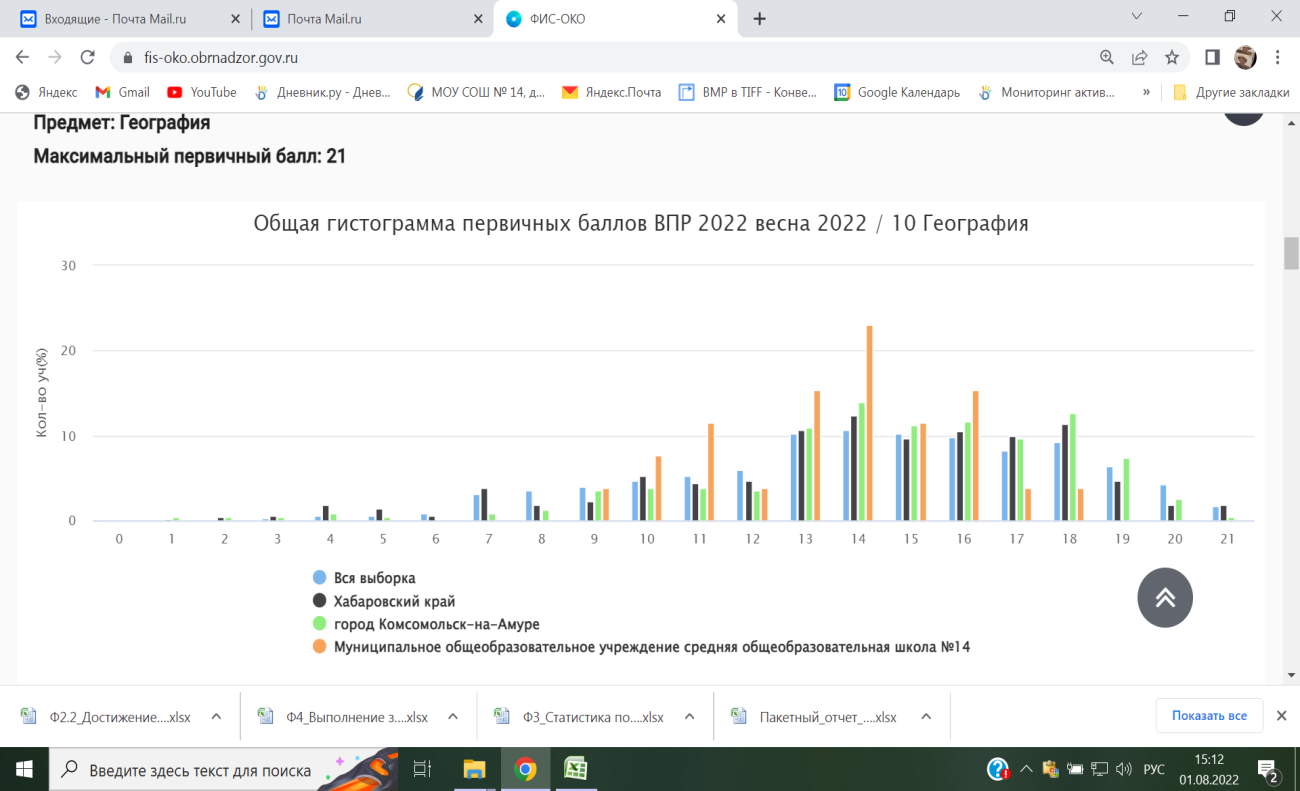 Входящие - Почта Mail.ru
Почта Mail.ru
ФИС-ОКО
fis-oko.obrnadzor.gov.ru
Яндекс
Gmail
YouTube
Дневник.ру - Днев...
МОУ СОШ № 14, д...
Яндекс.Почта
BMP в TIFF - Конве...
10
Google Календарь
Мониторинг актив...
»
Другие закладки
Предмет: География
Максимальный первичный балл: 21
Общая гистограмма первичных баллов ВПР 2022 весна 2022 / 10 География
Кол-во уч(%)
30
20
10
0
0 1 2 3 4 5 6 7 8 9 10 11 12 13 14 15 16 17 18 19 20 21
Вся выборка
Хабаровский край
город Комсомольск-на-Амуре
Муниципальное общеобразовательное учреждение средняя общеобразовательная школа №14
Ф2.2_Достижение....xlsx
Ф4_Выполнение з....xlsx
Ф3_Статистика по....xlsx
Пакетный_отчет_....xlsx
Показать все
Введите здесь текст для поиска
РУС
15:12
01.08.2022
2